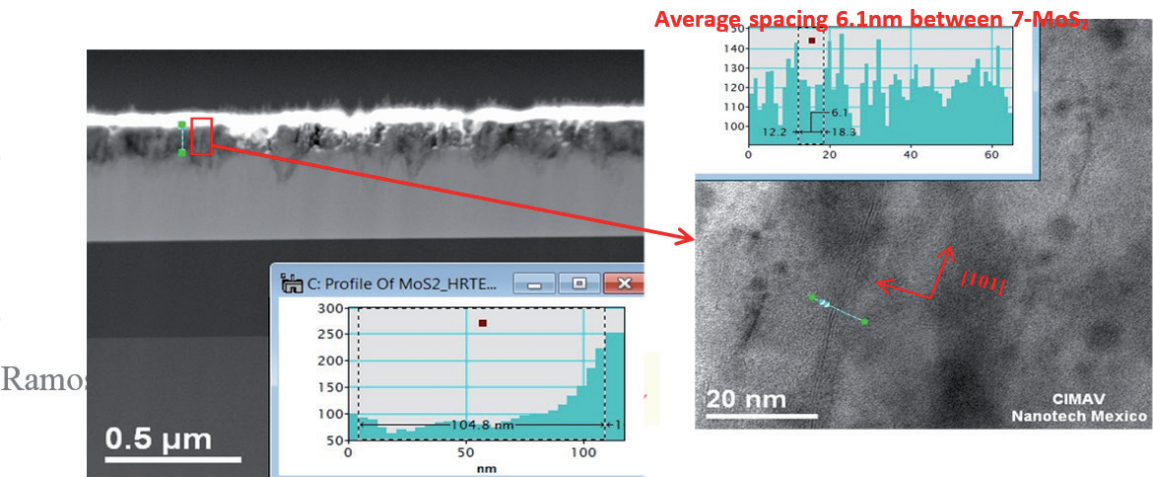 Average spacing 6.1nm between 7-MoS₂
150
140
130
120
110
100
6.1
12.2
18.3
0 20 40 60
|101|
20 nm
CIMAV
Nanotech Mexico
C: Profile Of MoS2_HRTE...
300
250
200
150
100
50
104.8 nm
1
0 50 100
nm
0.5 µm
Ramos